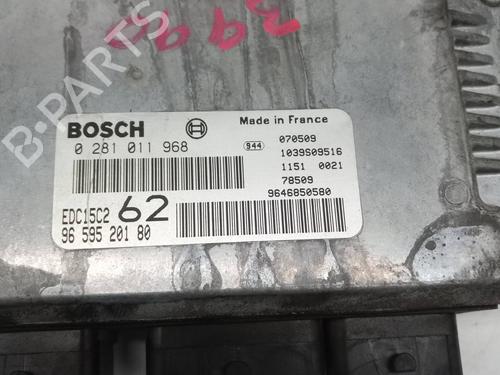 B-PARTS
BOSCH
Made in France
0 281 011 968
944
070509
1039S09516
1151 0021
78509
9646850580
EDC15C2 62
96 595 201 80